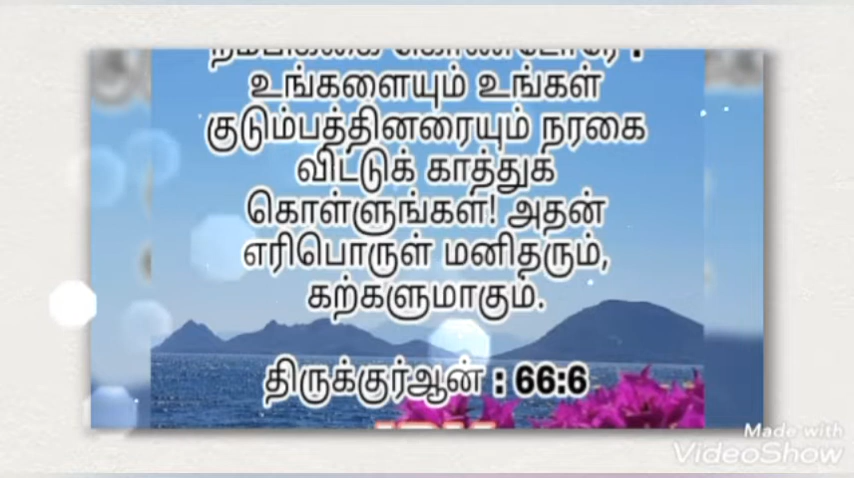 உங்களையும் உங்கள்
குடும்பத்தினரையும் நரகை
விட்டுக் காத்துக்
கொள்ளுங்கள்! அதன்
எரிபொருள் மனிதரும்,
கற்களுமாகும்.
திருக்குர்ஆன் : 66:6
Made with
VideoShow